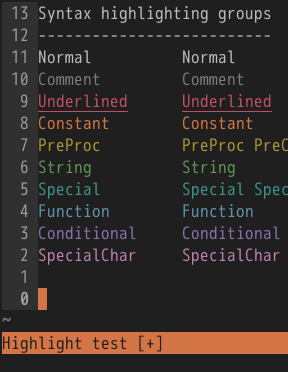 13 Syntax highlighting groups
12 --------------------------
11 Normal Normal
10 Comment Comment
9 Underlined Underlined
8 Constant Constant
7 PreProc PreProc PreC
6 String String
5 Special Special Spec
4 Function Function
3 Conditional Conditional
2 SpecialChar SpecialChar
1
0
~
Highlight test [+]